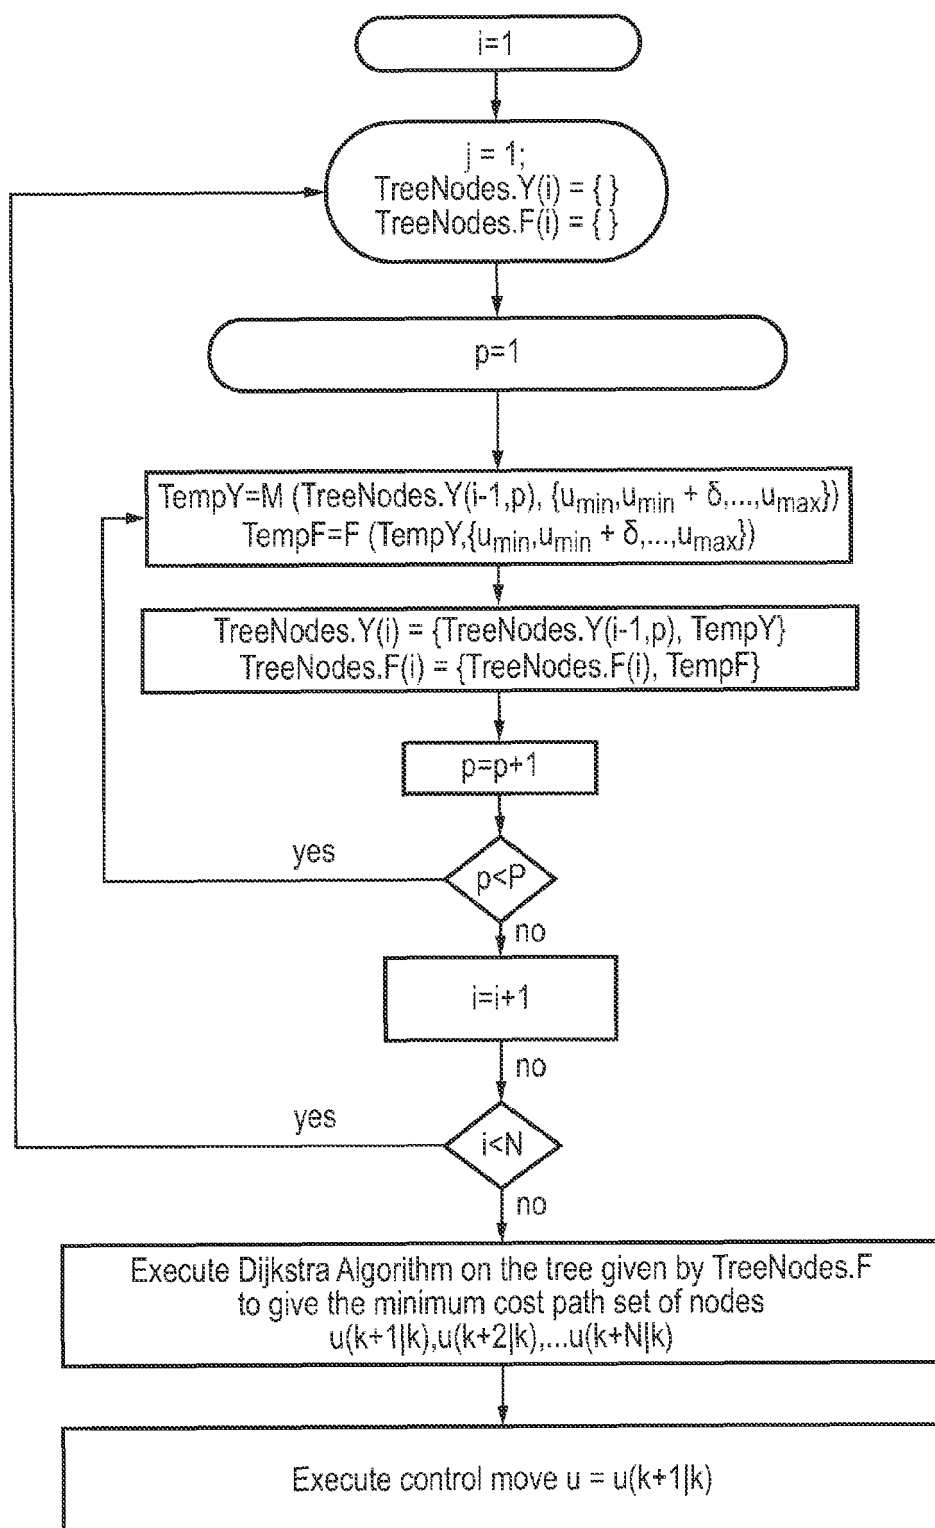 i=1
j = 1;
TreeNodes.Y(i) = { }
TreeNodes.F(i) = { }
p=1
TempY=M (TreeNodes.Y(i-1,p), {umin,umin + δ,...,umax})
TempF=F (TempY,{umin,umin + δ,...,umax})
TreeNodes.Y(i) = {TreeNodes.Y(i-1,p), TempY}
TreeNodes.F(i) = {TreeNodes.F(i), TempF}
p=p+1
yes
p<P
no
i=i+1
no
yes
i<N
no
Execute Dijkstra Algorithm on the tree given by TreeNodes.F
to give the minimum cost path set of nodes
u(k+1|k),u(k+2|k),...u(k+N|k)
Execute control move u = u(k+1|k)